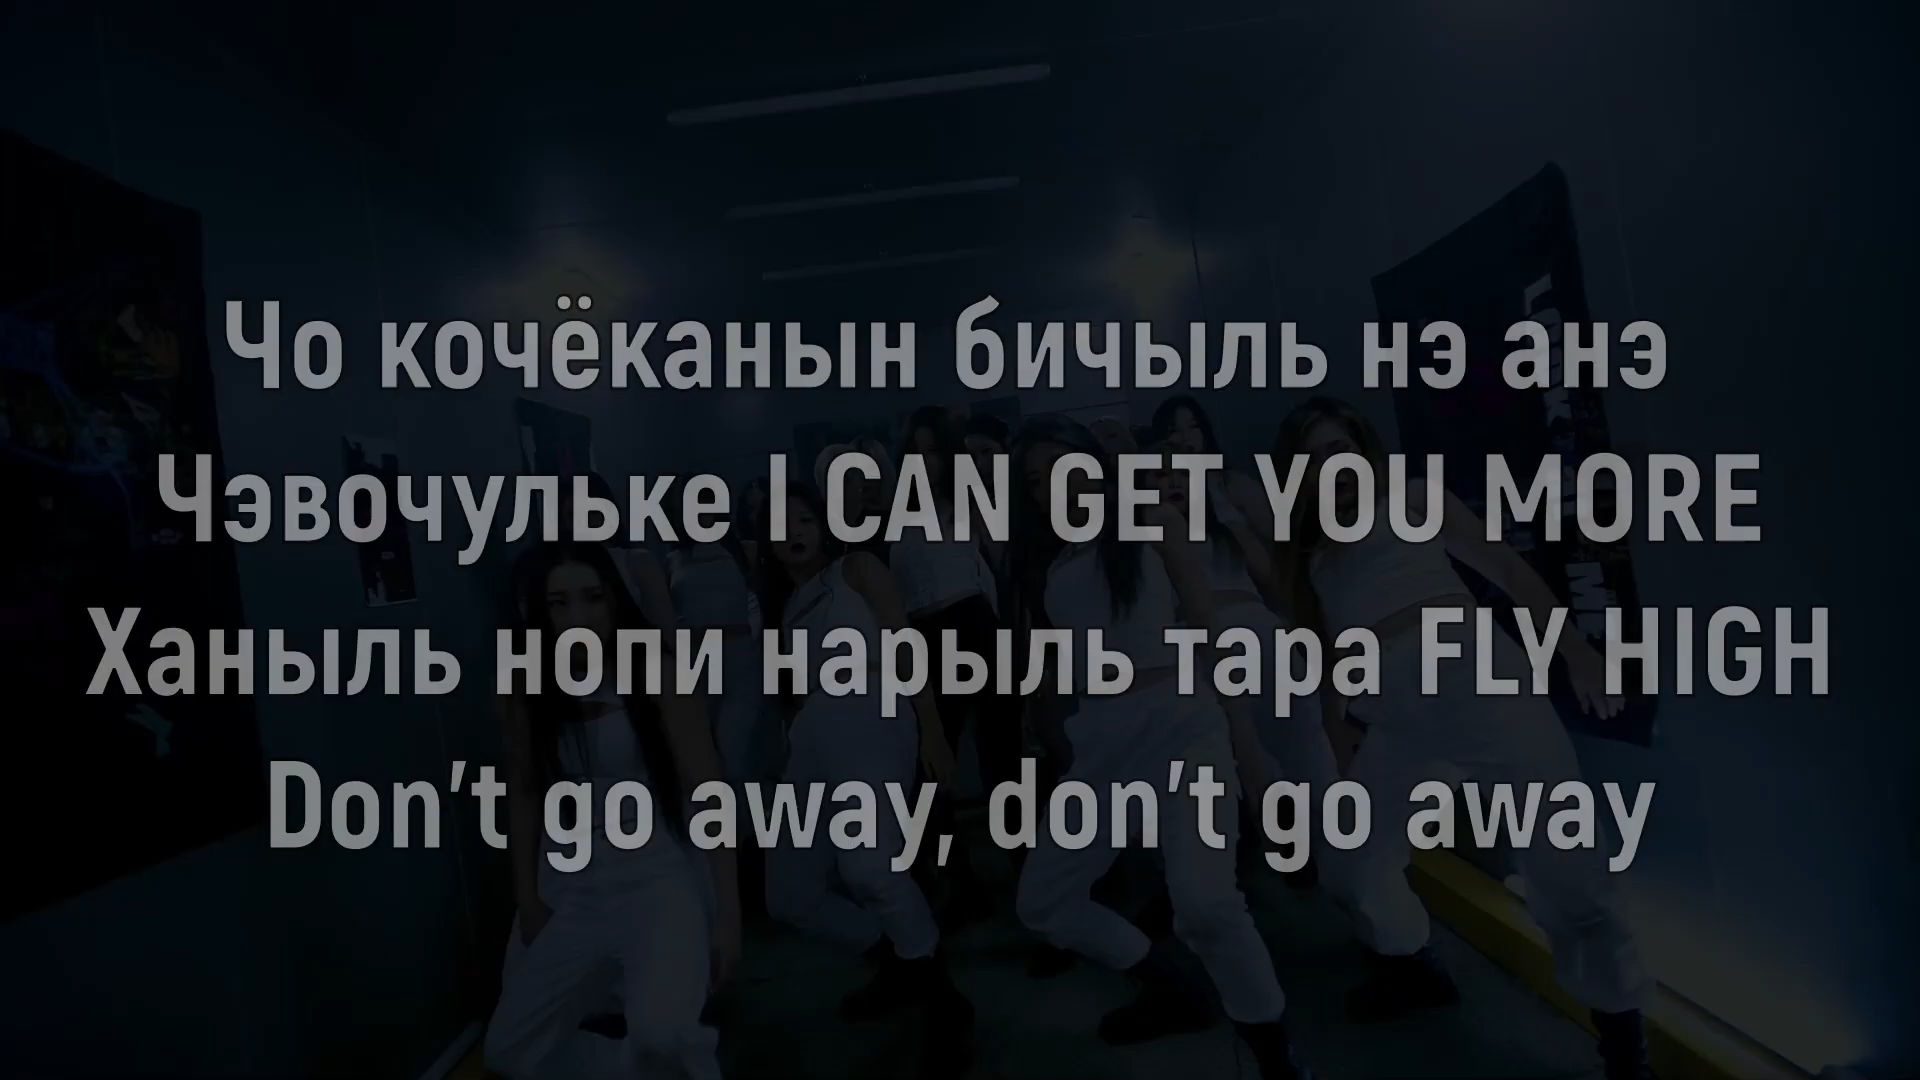 Чо кочёканын бичыль нэ анэ
Чэвочульке I CAN GET YOU MORE
Ханыль нопи нарыль тара FLY HIGH
Don't go away, don't go away